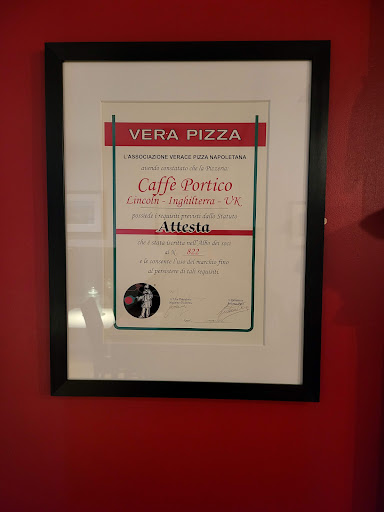 VERA PIZZA
L'ASSOCIAZIONE VERACE PIZZA NAPOLETANA
avendo constatato che la Pizzeria
Caffè Portico
Lincoln - Inghilterra - UK
possiede i requisiti previsti dallo Statuto
Attesta
che è stata iscritta nell'Albo dei soci
al N. 822
e le concente l'uso del marchio fino
al permanere di tali requisiti.